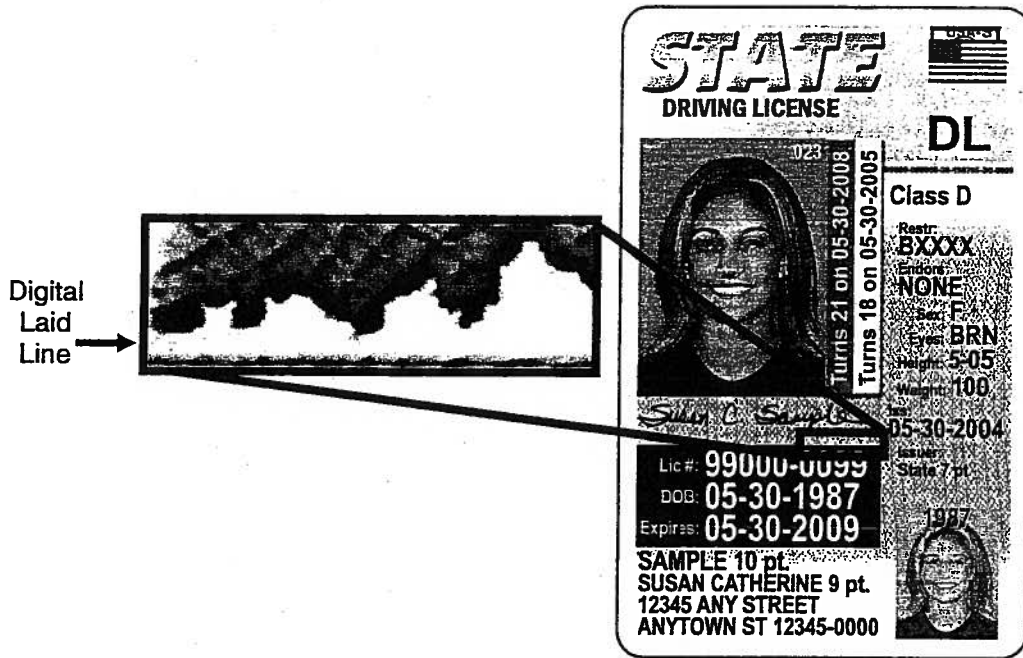 STATE
DRIVING LICENSE
USA-S
DL
023
Turns 21 on 05-30-2008
Turns 18 on 05-30-2005
Class D
Restr:
BXXXX
Endors:
NONE
Sex: F
Eyes: BRN
Height: 5-05
Weight: 100
Iss:
05-30-2004
Issuer:
State 7 pt
1987
Susan C. Sample
Lic#: 99000-0099
DOB: 05-30-1987
Expires: 05-30-2009
SAMPLE 10 pt.
SUSAN CATHERINE 9 pt.
12345 ANY STREET
ANYTOWN ST 12345-0000
Digital
Laid
Line